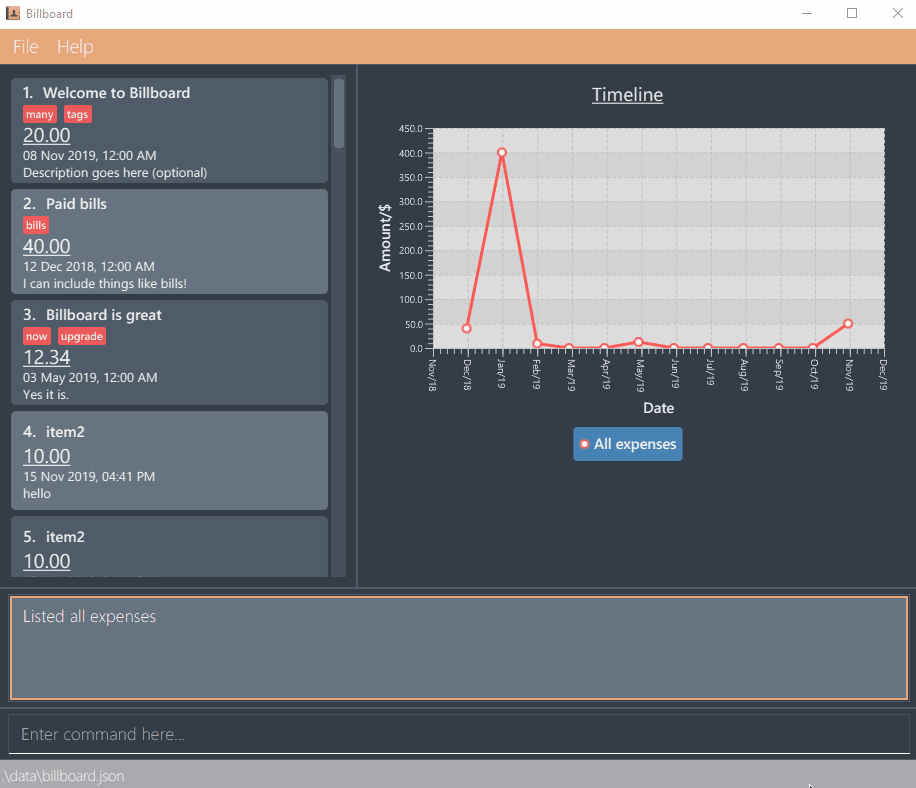 Billboard
File Help
1. Welcome to Billboard
many tags
20.00
08 Nov 2019, 12:00 AM
Description goes here (optional)
2. Paid bills
bills
40.00
12 Dec 2018, 12:00 AM
I can include things like bills!
3. Billboard is great
now upgrade
12.34
03 May 2019, 12:00 AM
Yes it is.
4. item2
10.00
15 Nov 2019, 04:41 PM
hello
5. item2
10.00
Timeline
Amount/$
450.0
400.0
350.0
300.0
250.0
200.0
150.0
100.0
50.0
0.0
Nov/18 Dec/18 Jan/19 Feb/19 Mar/19 Apr/19 May/19 Jun/19 Jul/19 Aug/19 Sep/19 Oct/19 Nov/19 Dec/19
Date
All expenses
Listed all expenses
Enter command here...
.\data\billboard.json